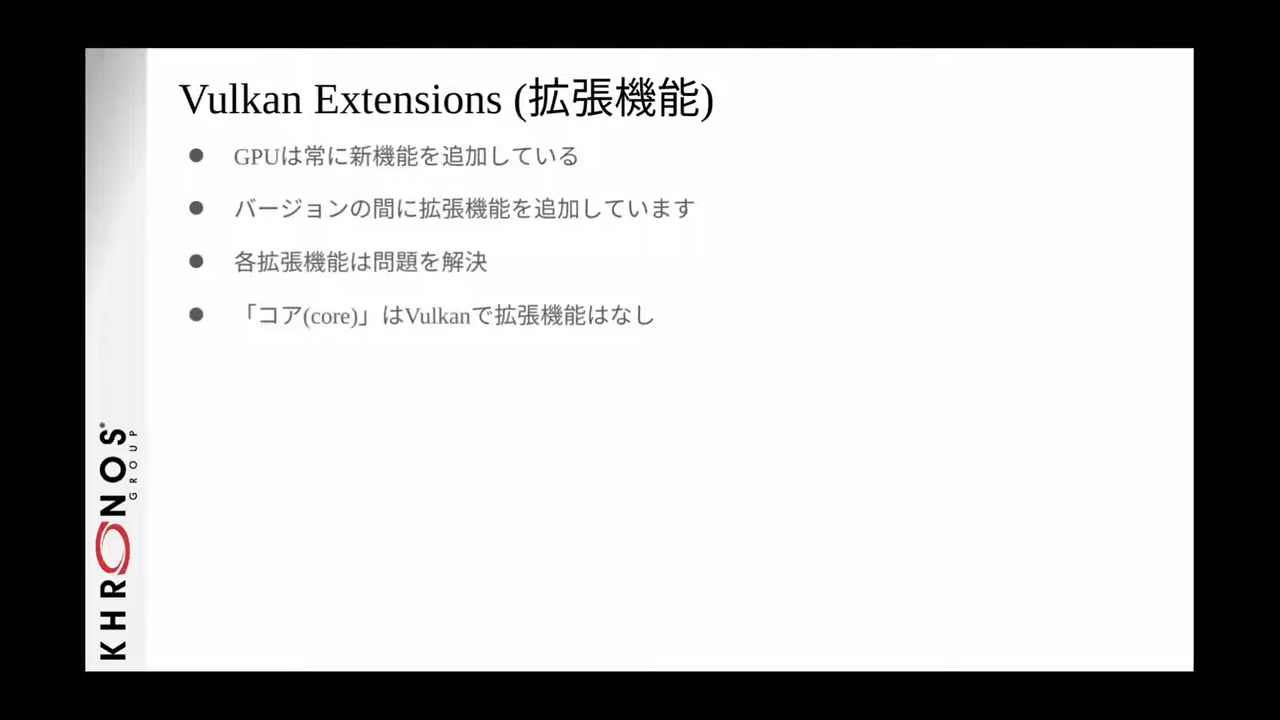 Vulkan Extensions (拡張機能)
● GPUは常に新機能を追加している
● バージョンの間に拡張機能を追加しています
● 各拡張機能は問題を解決
● 「コア(core)」はVulkanで拡張機能はなし
KHRONOS®
GROUP